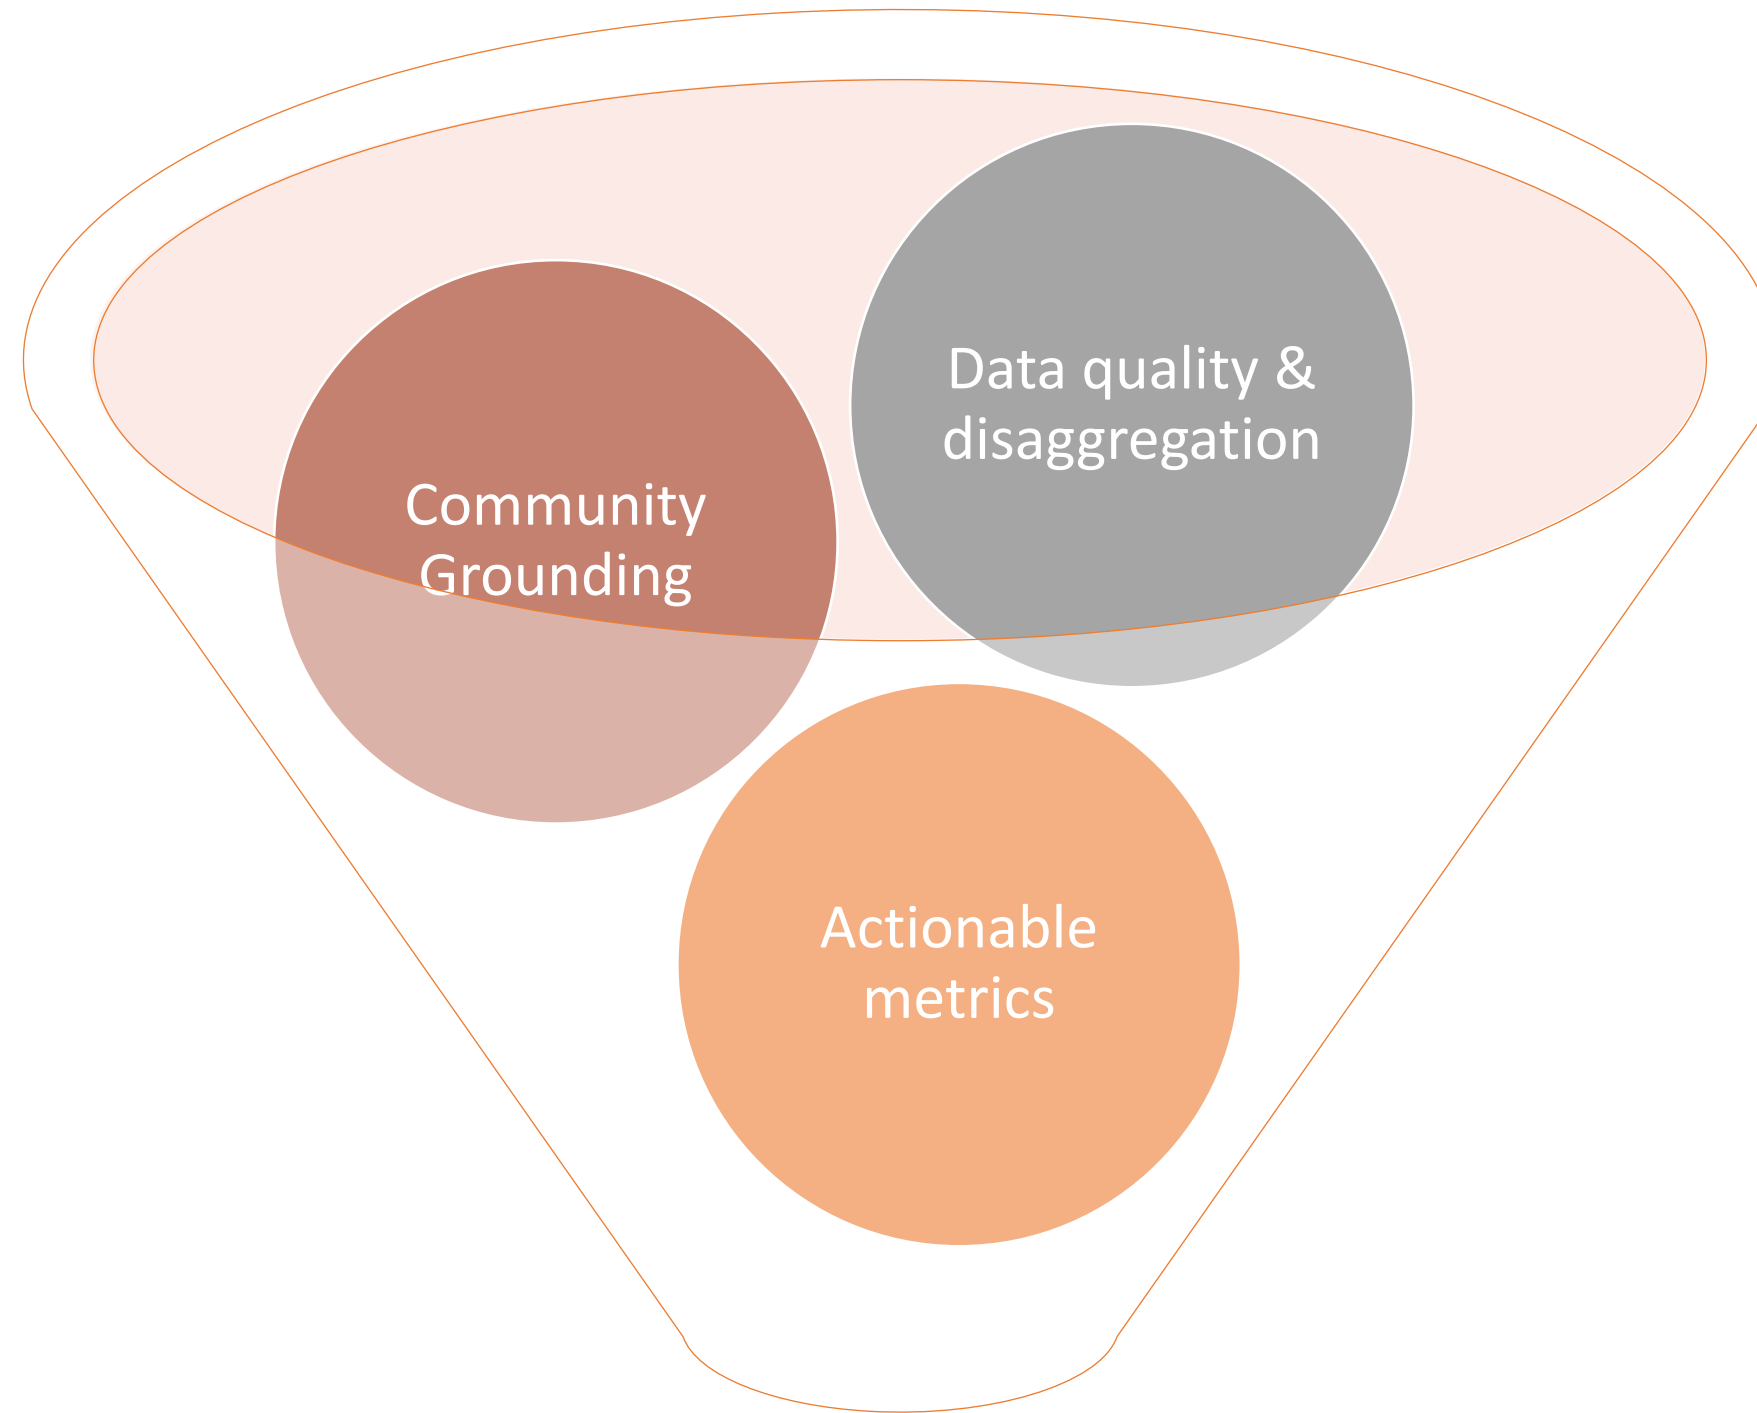 Data quality &
disaggregation
Community
Grounding
Actionable
metrics